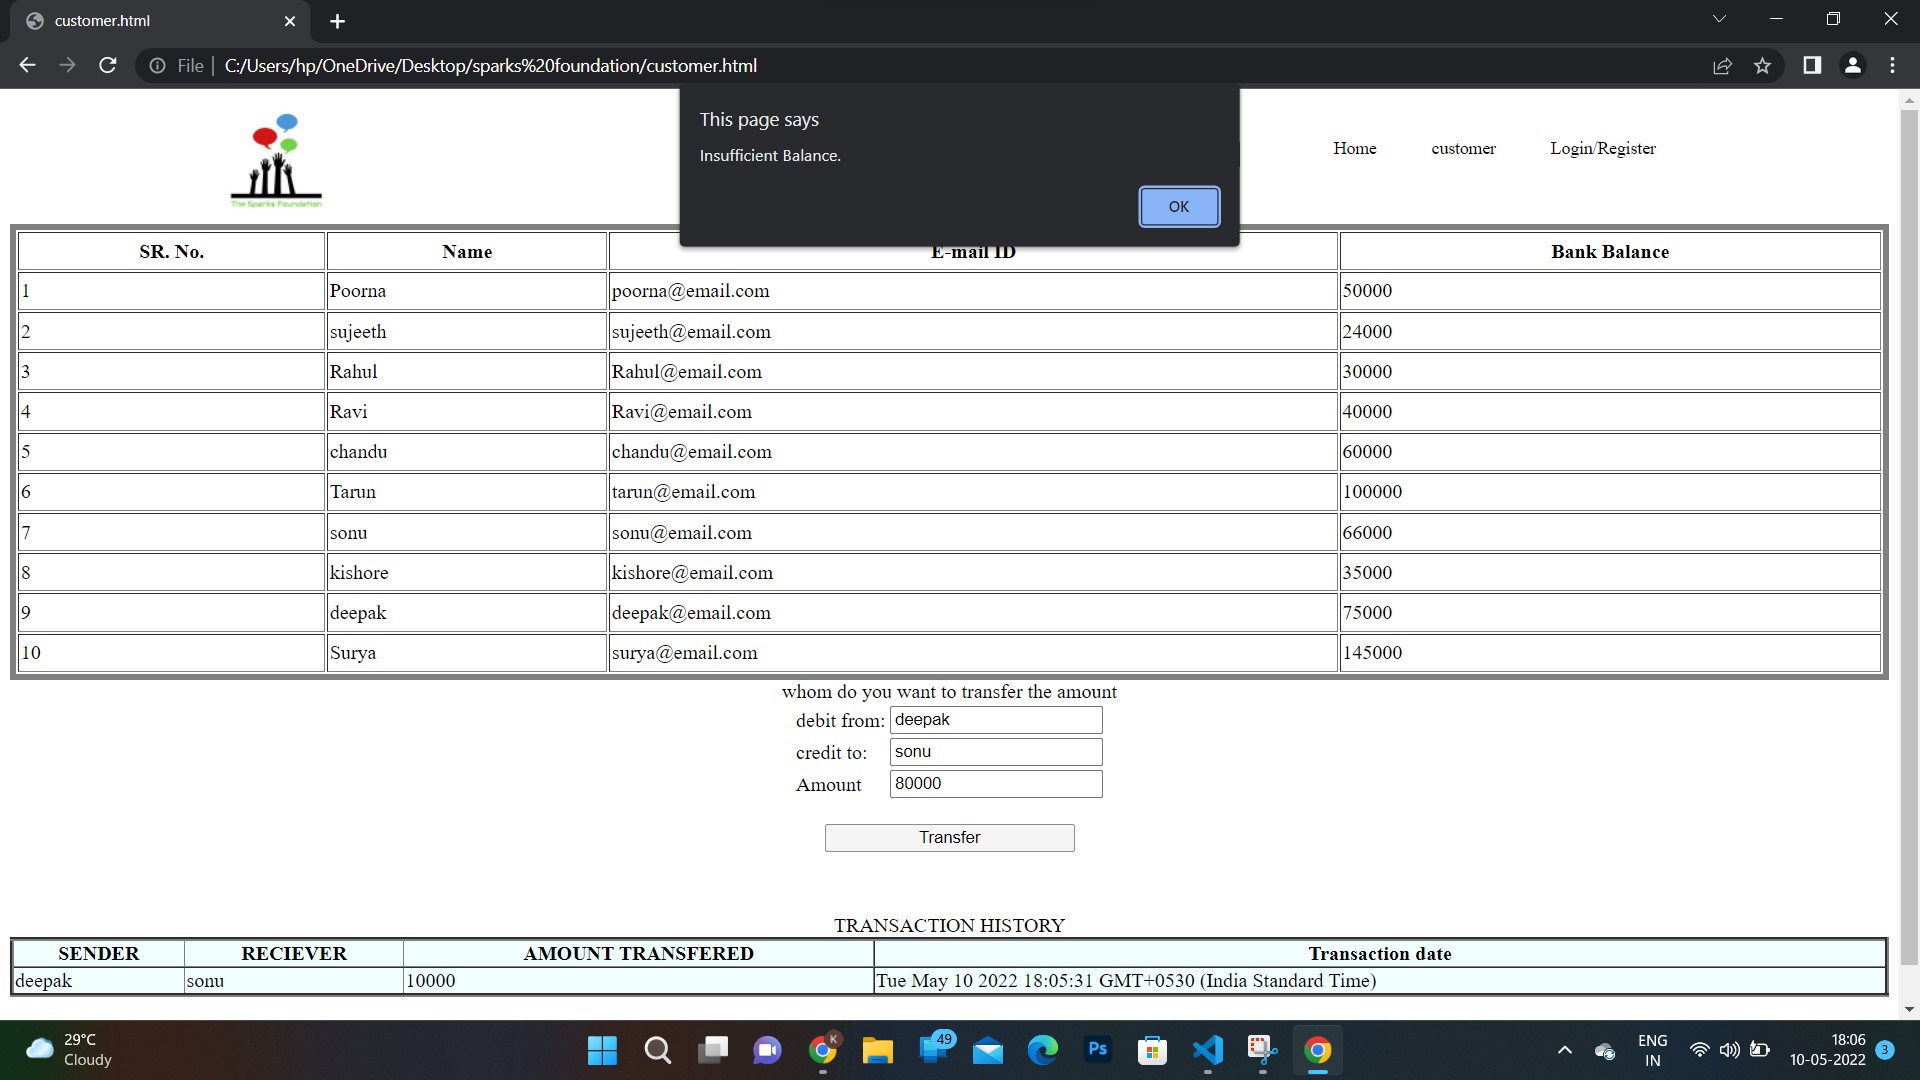 customer.html
File | C:/Users/hp/OneDrive/Desktop/sparks%20foundation/customer.html
This page says
Insufficient Balance.
OK
The Sparks Foundation
Home customer Login/Register
SR. No. Name E-mail ID Bank Balance
1 Poorna poorna@email.com 50000
2 sujeeth sujeeth@email.com 24000
3 Rahul Rahul@email.com 30000
4 Ravi Ravi@email.com 40000
5 chandu chandu@email.com 60000
6 Tarun tarun@email.com 100000
7 sonu sonu@email.com 66000
8 kishore kishore@email.com 35000
9 deepak deepak@email.com 75000
10 Surya surya@email.com 145000
whom do you want to transfer the amount
debit from: deepak
credit to: sonu
Amount 80000
Transfer
TRANSACTION HISTORY
SENDER RECIEVER AMOUNT TRANSFERED Transaction date
deepak sonu 10000 Tue May 10 2022 18:05:31 GMT+0530 (India Standard Time)
29°C
Cloudy
K
49
Ps
ENG
IN
18:06
10-05-2022
3